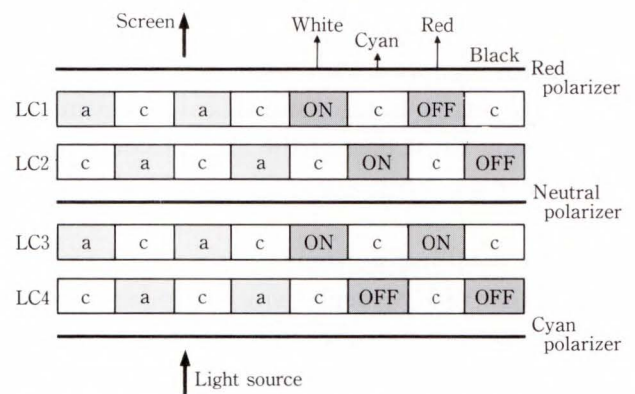 Screen
White
Cyan
Red
Black
Red polarizer
LC1 a c a c ON c OFF c
LC2 c a c a c ON c OFF
Neutral polarizer
LC3 a c a c ON c ON c
LC4 c a c a c OFF c OFF
Cyan polarizer
Light source